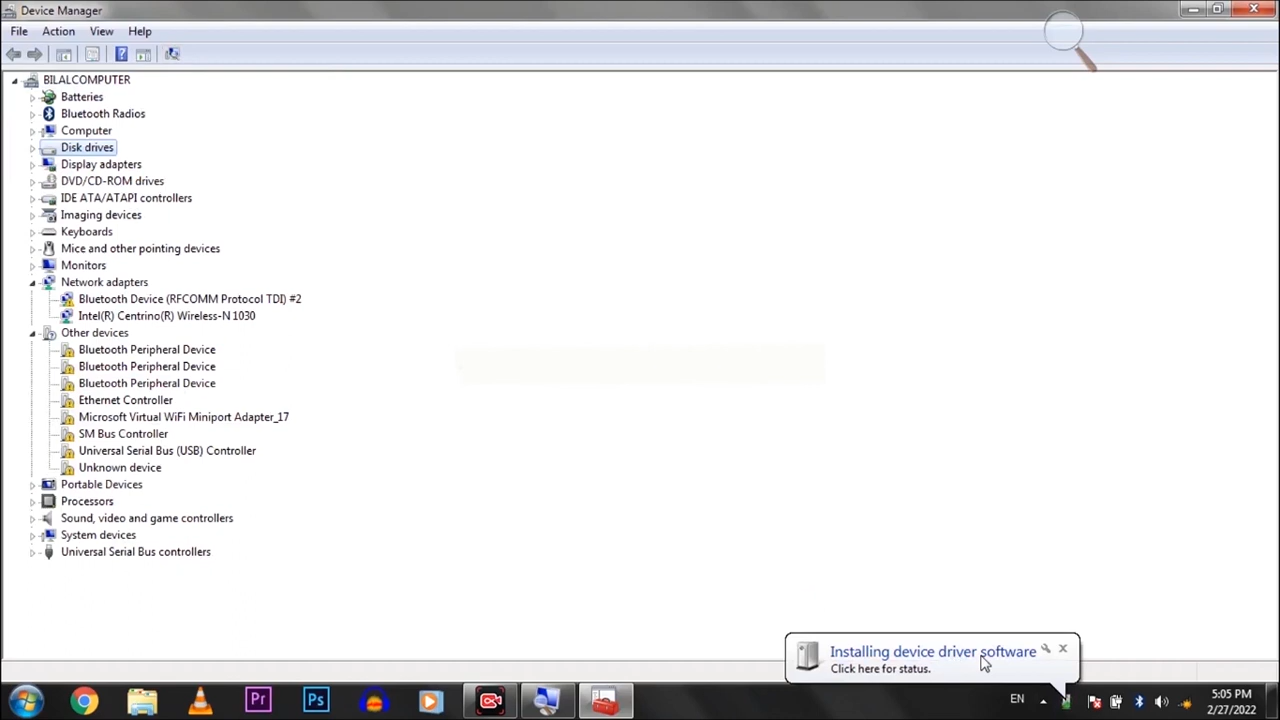 Device Manager
File Action View Help
BILALCOMPUTER
Batteries
Bluetooth Radios
Computer
Disk drives
Display adapters
DVD/CD-ROM drives
IDE ATA/ATAPI controllers
Imaging devices
Keyboards
Mice and other pointing devices
Monitors
Network adapters
Bluetooth Device (RFCOMM Protocol TDI) #2
Intel(R) Centrino(R) Wireless-N 1030
Other devices
Bluetooth Peripheral Device
Bluetooth Peripheral Device
Bluetooth Peripheral Device
Ethernet Controller
Microsoft Virtual WiFi Miniport Adapter_17
SM Bus Controller
Universal Serial Bus (USB) Controller
Unknown device
Portable Devices
Processors
Sound, video and game controllers
System devices
Universal Serial Bus controllers
Installing device driver software
Click here for status.
Pr Ps EN 5:05 PM
2/27/2022